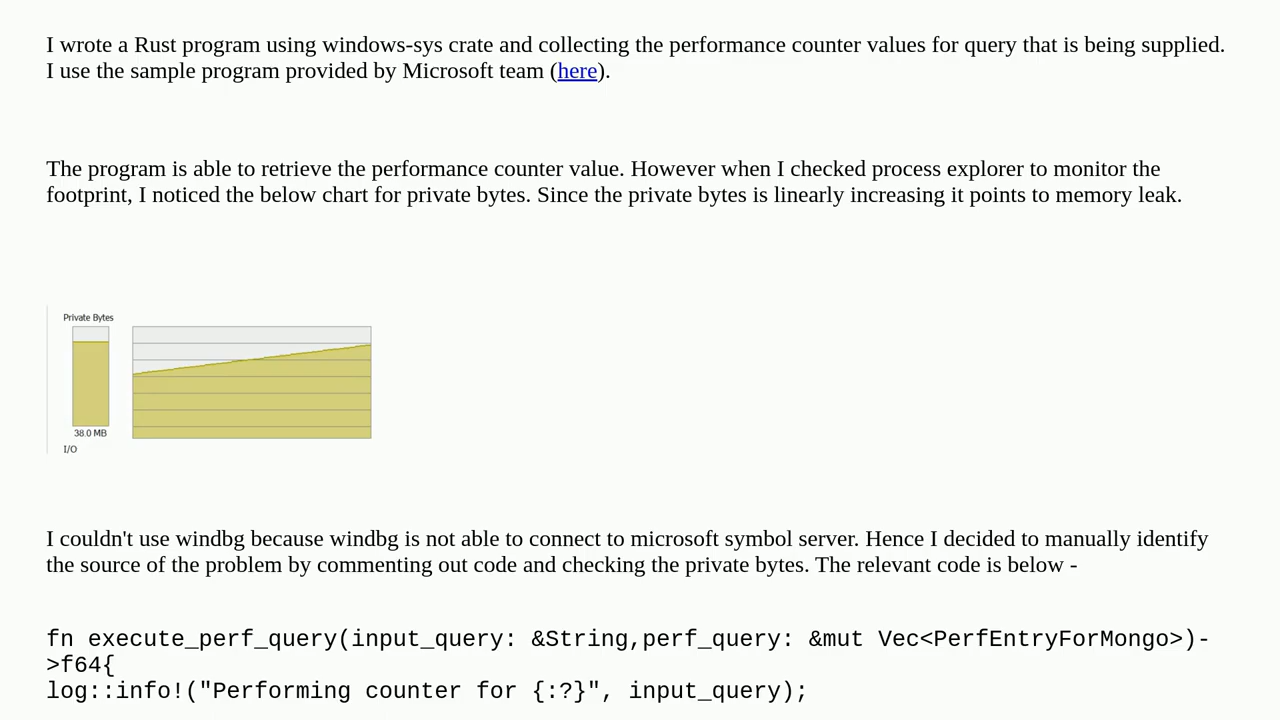 I wrote a Rust program using windows-sys crate and collecting the performance counter values for query that is being supplied.
I use the sample program provided by Microsoft team (here).
The program is able to retrieve the performance counter value. However when I checked process explorer to monitor the
footprint, I noticed the below chart for private bytes. Since the private bytes is linearly increasing it points to memory leak.
Private Bytes
38.0 MB
I/O
I couldn't use windbg because windbg is not able to connect to microsoft symbol server. Hence I decided to manually identify
the source of the problem by commenting out code and checking the private bytes. The relevant code is below -
fn execute_perf_query(input_query: &String,perf_query: &mut Vec<PerfEntryForMongo>)-
>f64{
log::info!("Performing counter for {:?}", input_query);